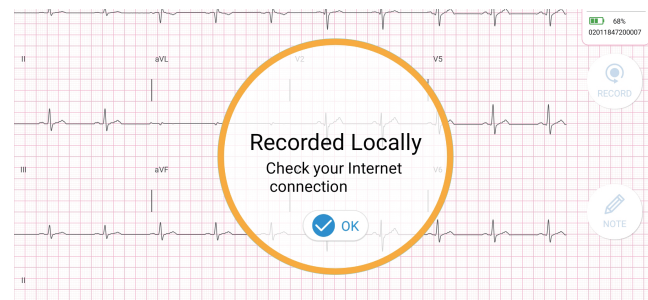 68%
02011847200007
II
aVL
V2
V5
RECORD
Recorded Locally
Check your Internet
connection
III
aVF
V6
OK
NOTE
II